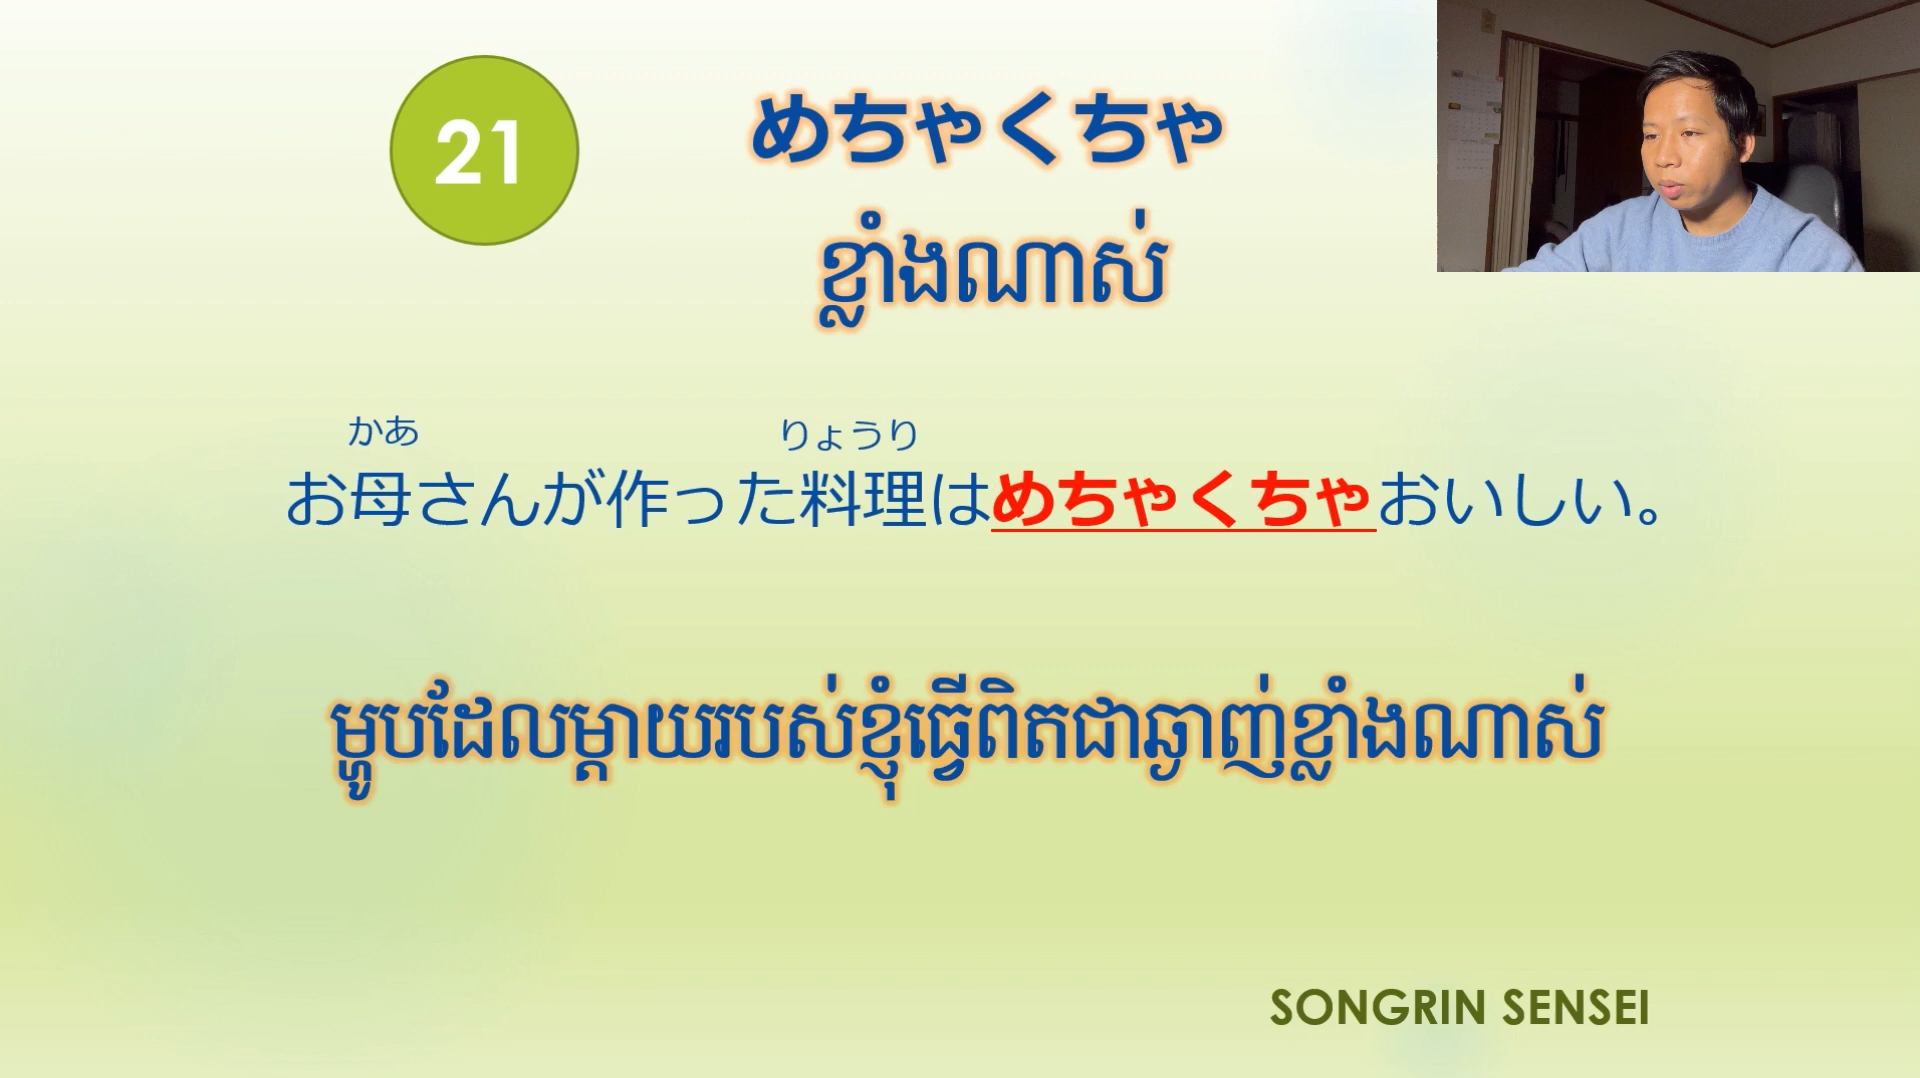 21
めちゃくちゃ
ខ្លាំងណាស់
かあ りょうり
お母さんが作った料理はめちゃくちゃおいしい。
ម្ហូបដែលម្តាយរបស់ខ្ញុំធ្វើពិតជាឆ្ងាញ់ខ្លាំងណាស់
SONGRIN SENSEI